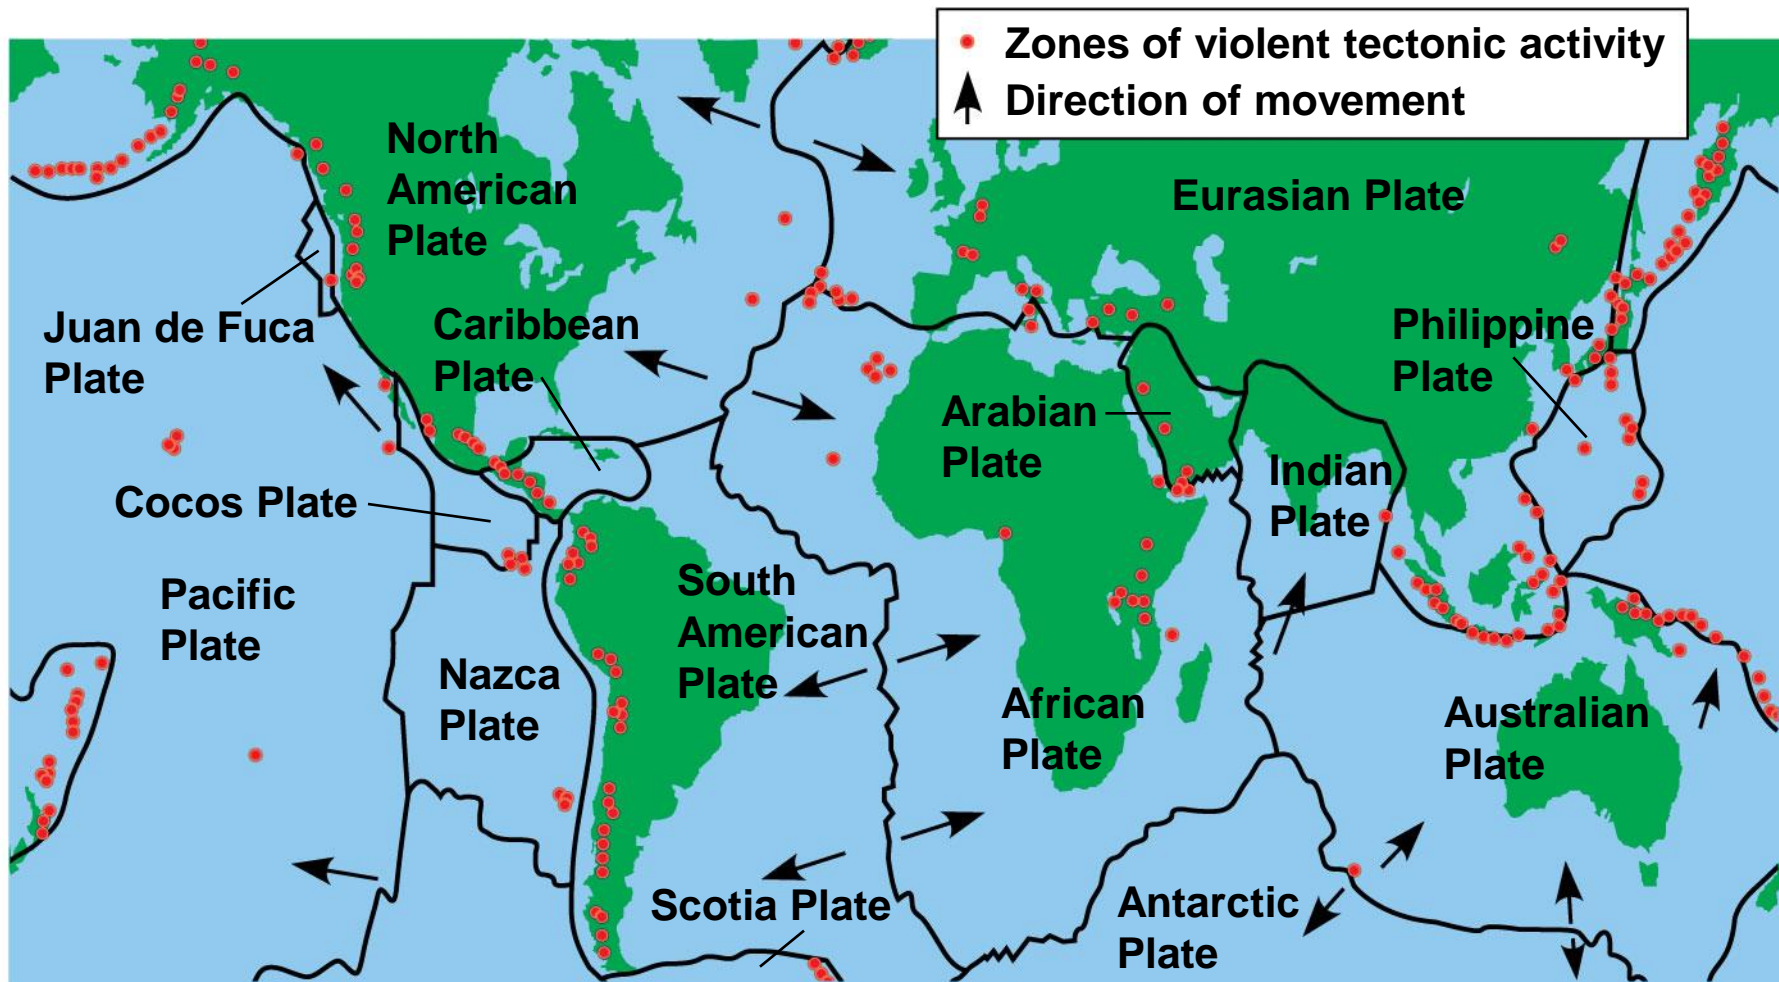 Zones of violent tectonic activity
Direction of movement
North
American
Plate
Eurasian Plate
Juan de Fuca
Plate
Caribbean
Plate
Philippine
Plate
Arabian
Plate
Indian
Plate
Cocos Plate
Pacific
Plate
South
American
Plate
Nazca
Plate
African
Plate
Australian
Plate
Scotia Plate
Antarctic
Plate